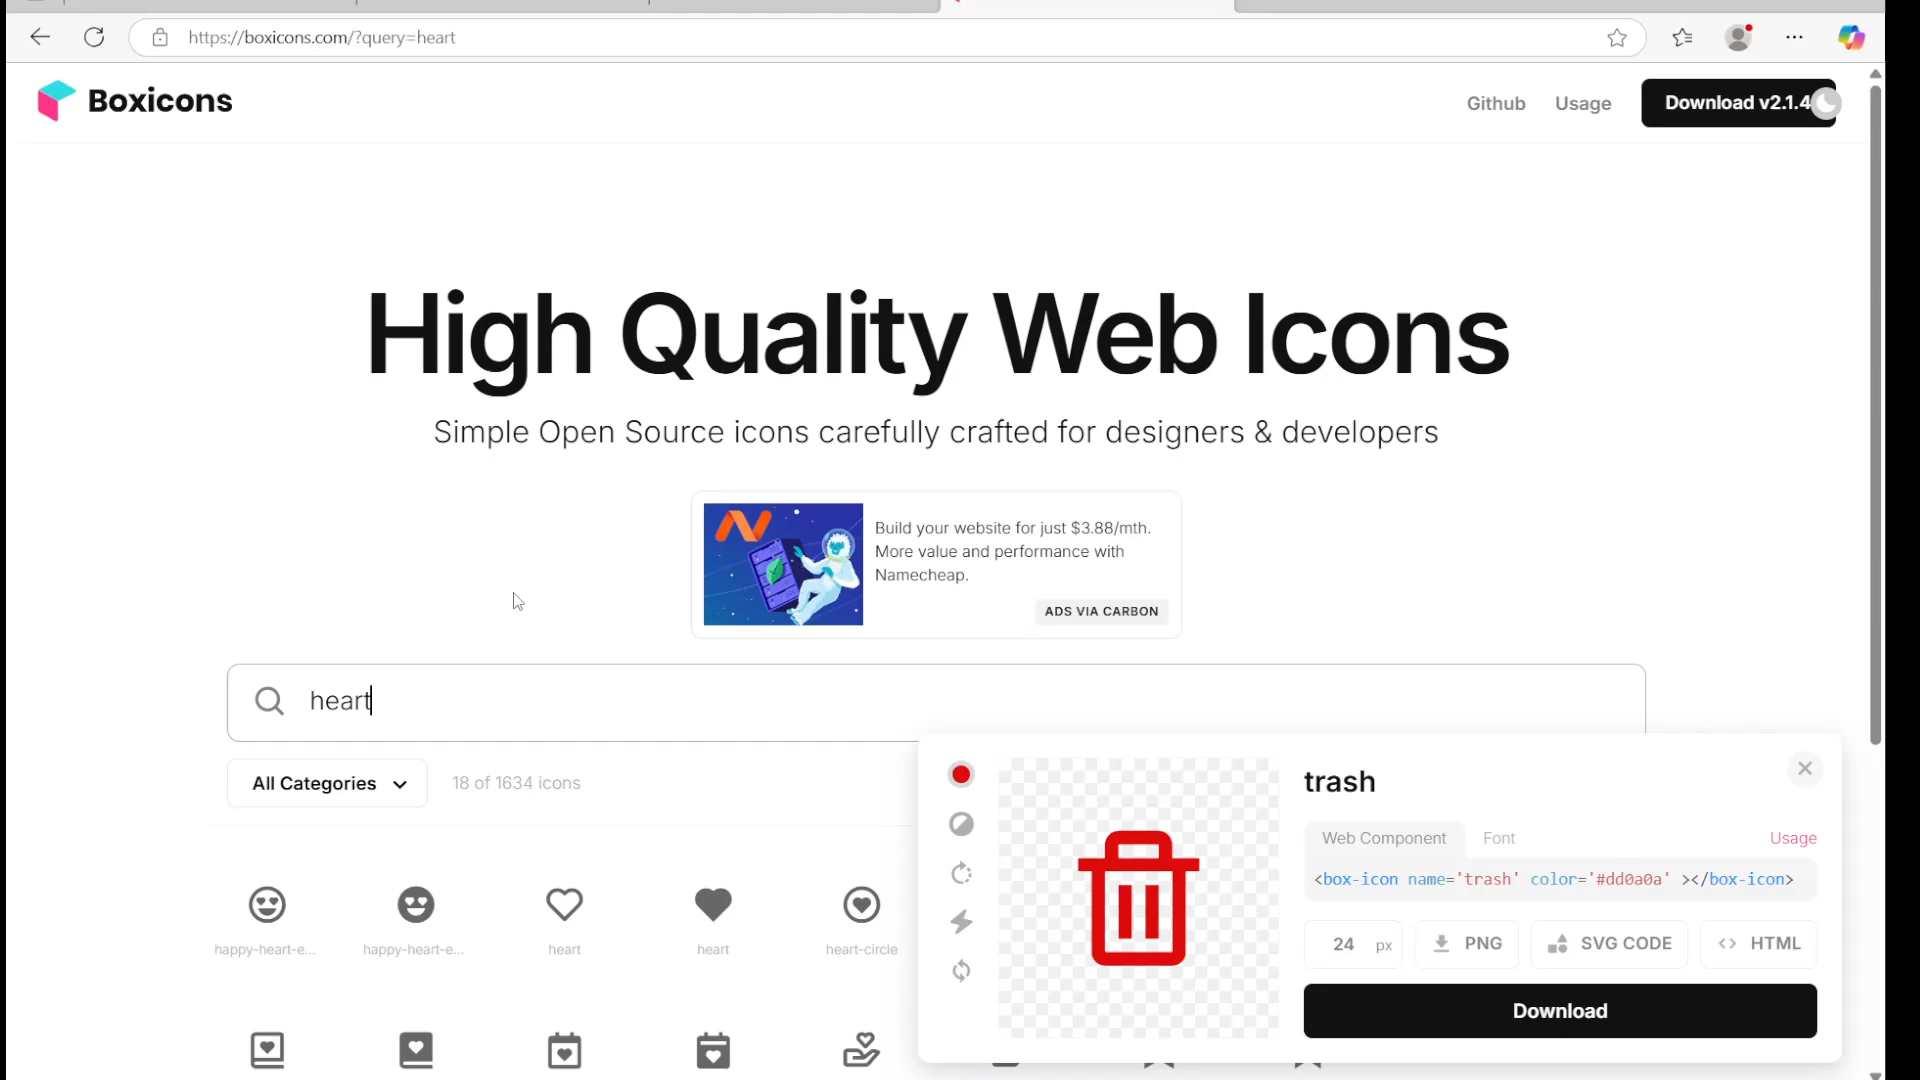 https://boxicons.com/?query=heart
Boxicons
Github
Usage
Download v2.1.4
High Quality Web Icons
Simple Open Source icons carefully crafted for designers & developers
Build your website for just $3.88/mth.
More value and performance with
Namecheap.
ADS VIA CARBON
heart
All Categories
18 of 1634 icons
happy-heart-e...
happy-heart-e...
heart
heart
heart-circle
trash
Web Component
Font
Usage
<box-icon name='trash' color='#dd0a0a' ></box-icon>
24 px
PNG
SVG CODE
HTML
Download